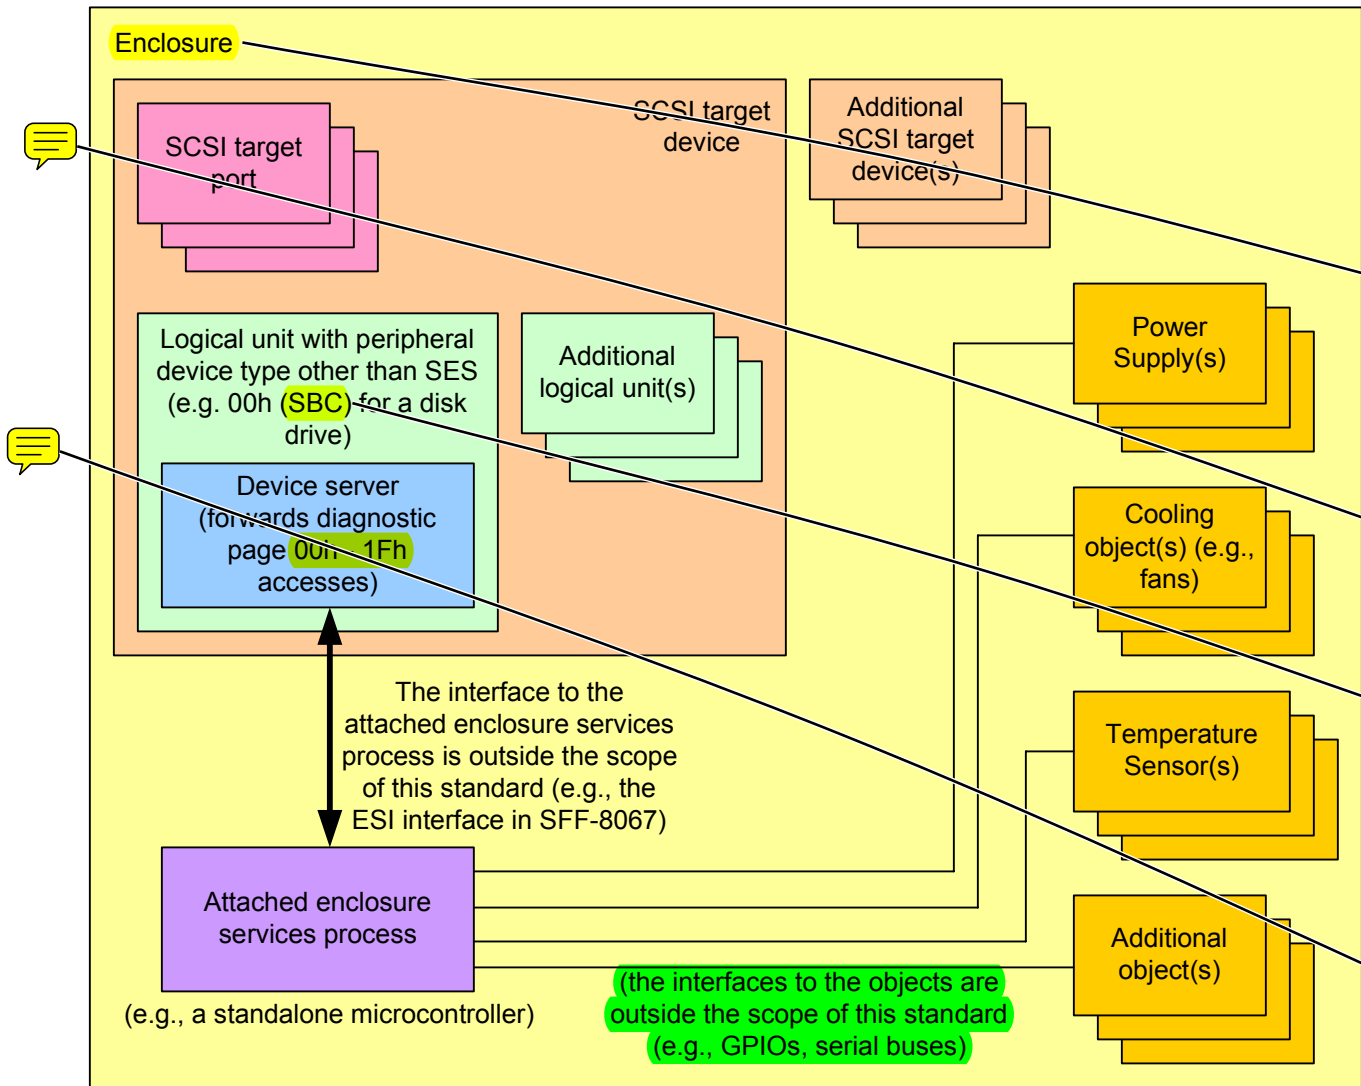 Enclosure
SCSI target
device
SCSI target
port
Additional
SCSI target
device(s)
Logical unit with peripheral
device type other than SES
(e.g. 00h (SBC) for a disk
drive)
Additional
logical unit(s)
Device server
(forwards diagnostic
page 00h - 1Fh
accesses)
Power
Supply(s)
Cooling
object(s) (e.g.,
fans)
The interface to the
attached enclosure services
process is outside the scope
of this standard (e.g., the
ESI interface in SFF-8067)
Temperature
Sensor(s)
Attached enclosure
services process
Additional
object(s)
(e.g., a standalone microcontroller)
(the interfaces to the objects are
outside the scope of this standard
(e.g., GPIOs, serial buses)